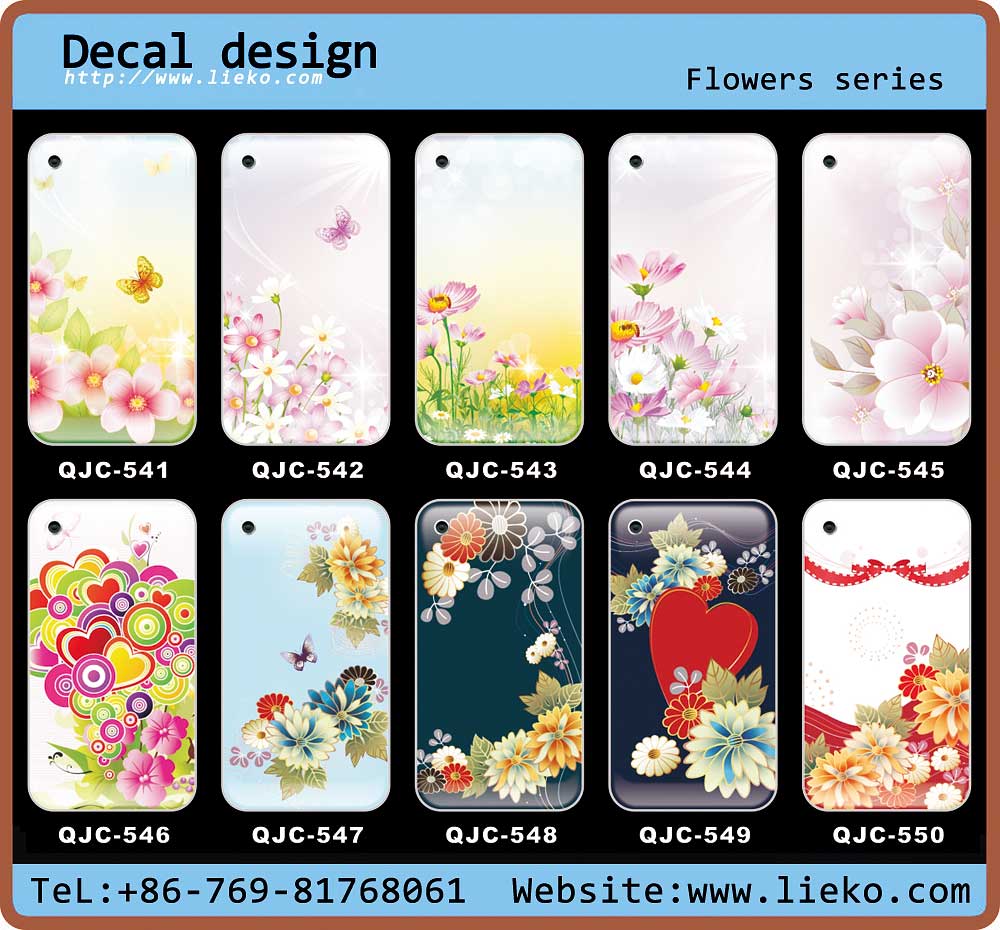 Decal design
http://www.lieko.com
Flowers series
QJC-541 QJC-542 QJC-543 QJC-544 QJC-545
QJC-546 QJC-547 QJC-548 QJC-549 QJC-550
TeL:+86-769-81768061 Website:www.lieko.com